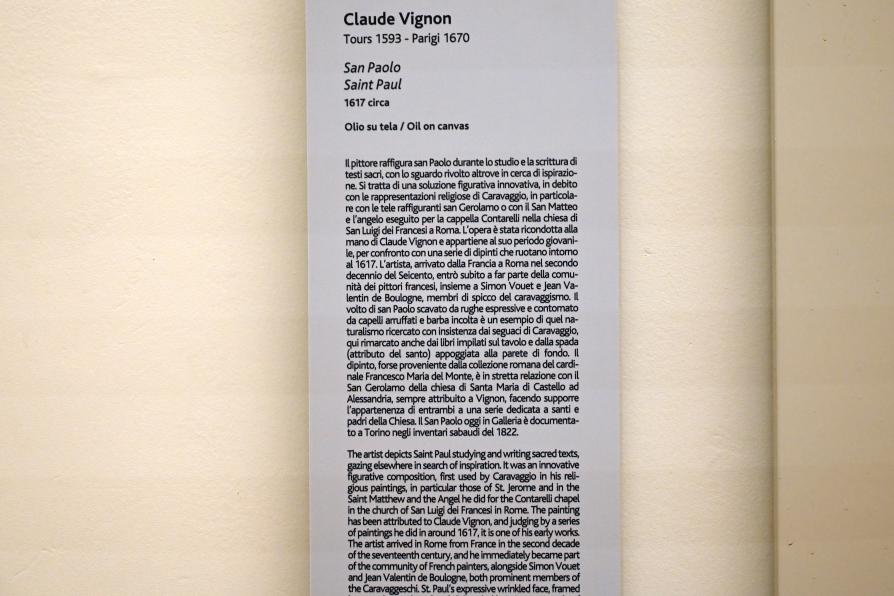 Claude Vignon
Tours 1593 - Parigi 1670
San Paolo
Saint Paul
1617 circa
Olio su tela / Oil on canvas
Il pittore raffigura san Paolo durante lo studio e la scrittura di
testi sacri, con lo sguardo rivolto altrove in cerca di ispirazio-
ne. Si tratta di una soluzione figurativa innovativa, in debito
con le rappresentazioni religiose di Caravaggio, in particola-
re con le tele raffiguranti san Gerolamo o con il San Matteo
e l'angelo eseguito per la cappella Contarelli nella chiesa di
San Luigi dei Francesi a Roma. L'opera è stata ricondotta alla
mano di Claude Vignon e appartiene al suo periodo giovani-
le, per confronto con una serie di dipinti che ruotano intorno
al 1617. L'artista, arrivato dalla Francia a Roma nel secondo
decennio del Seicento, entrò subito a far parte della comu-
nità dei pittori francesi, insieme a Simon Vouet e Jean Va-
lentin de Boulogne, membri di spicco del caravaggismo. Il
volto di san Paolo scavato da rughe espressive e contornato
da capelli arruffati e barba incolta è un esempio di quel na-
turalismo ricercato con insistenza dai seguaci di Caravaggio,
qui rimarcato anche dai libri impilati sul tavolo e dalla spada
(attributo del santo) appoggiata alla parete di fondo. Il
dipinto, forse proveniente dalla collezione romana del cardi-
nale Francesco Maria del Monte, è in stretta relazione con il
San Gerolamo della chiesa di Santa Maria di Castello ad
Alessandria, sempre attribuito a Vignon, facendo supporre
l'appartenenza di entrambi a una serie dedicata a santi e
padri della Chiesa. Il San Paolo oggi in Galleria è documenta-
to a Torino negli inventari sabaudi del 1822.
The artist depicts Saint Paul studying and writing sacred texts,
gazing elsewhere in search of inspiration. It was an innovative
figurative composition, first used by Caravaggio in his reli-
gious paintings, in particular those of St. Jerome and in the
Saint Matthew and the Angel he did for the Contarelli chapel
in the church of San Luigi dei Francesi in Rome. The painting
has been attributed to Claude Vignon, and judging by a series
of paintings he did in around 1617, it is one of his early works.
The artist arrived in Rome from France in the second decade
of the seventeenth century, and he immediately became part
of the community of French painters, alongside Simon Vouet
and Jean Valentin de Boulogne, both prominent members of
the Caravaggeschi. St. Paul's expressive wrinkled face, framed